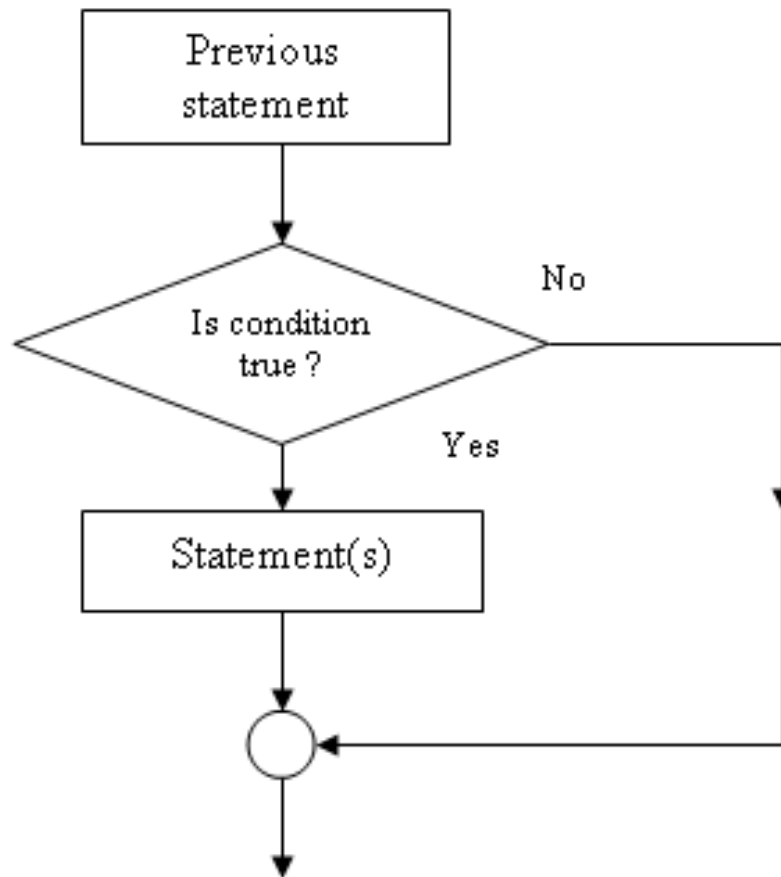 Previous
statement
No
Is condition
true ?
Yes
Statement(s)